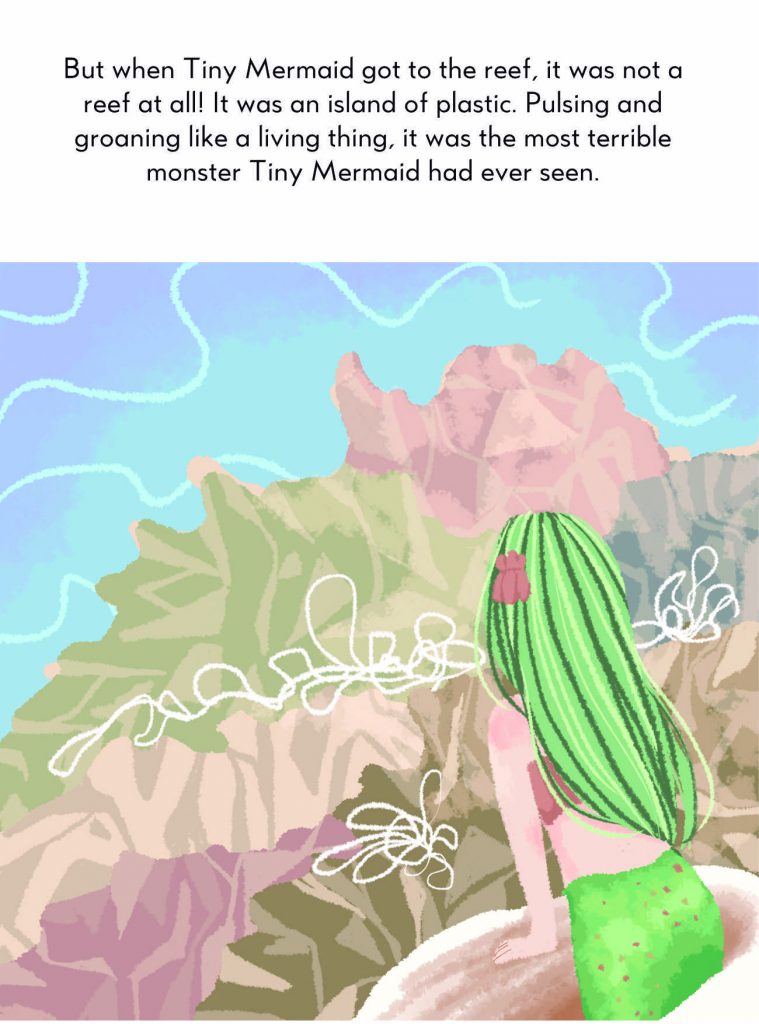 But when Tiny Mermaid got to the reef, it was not a
reef at all! It was an island of plastic. Pulsing and
groaning like a living thing, it was the most terrible
monster Tiny Mermaid had ever seen.